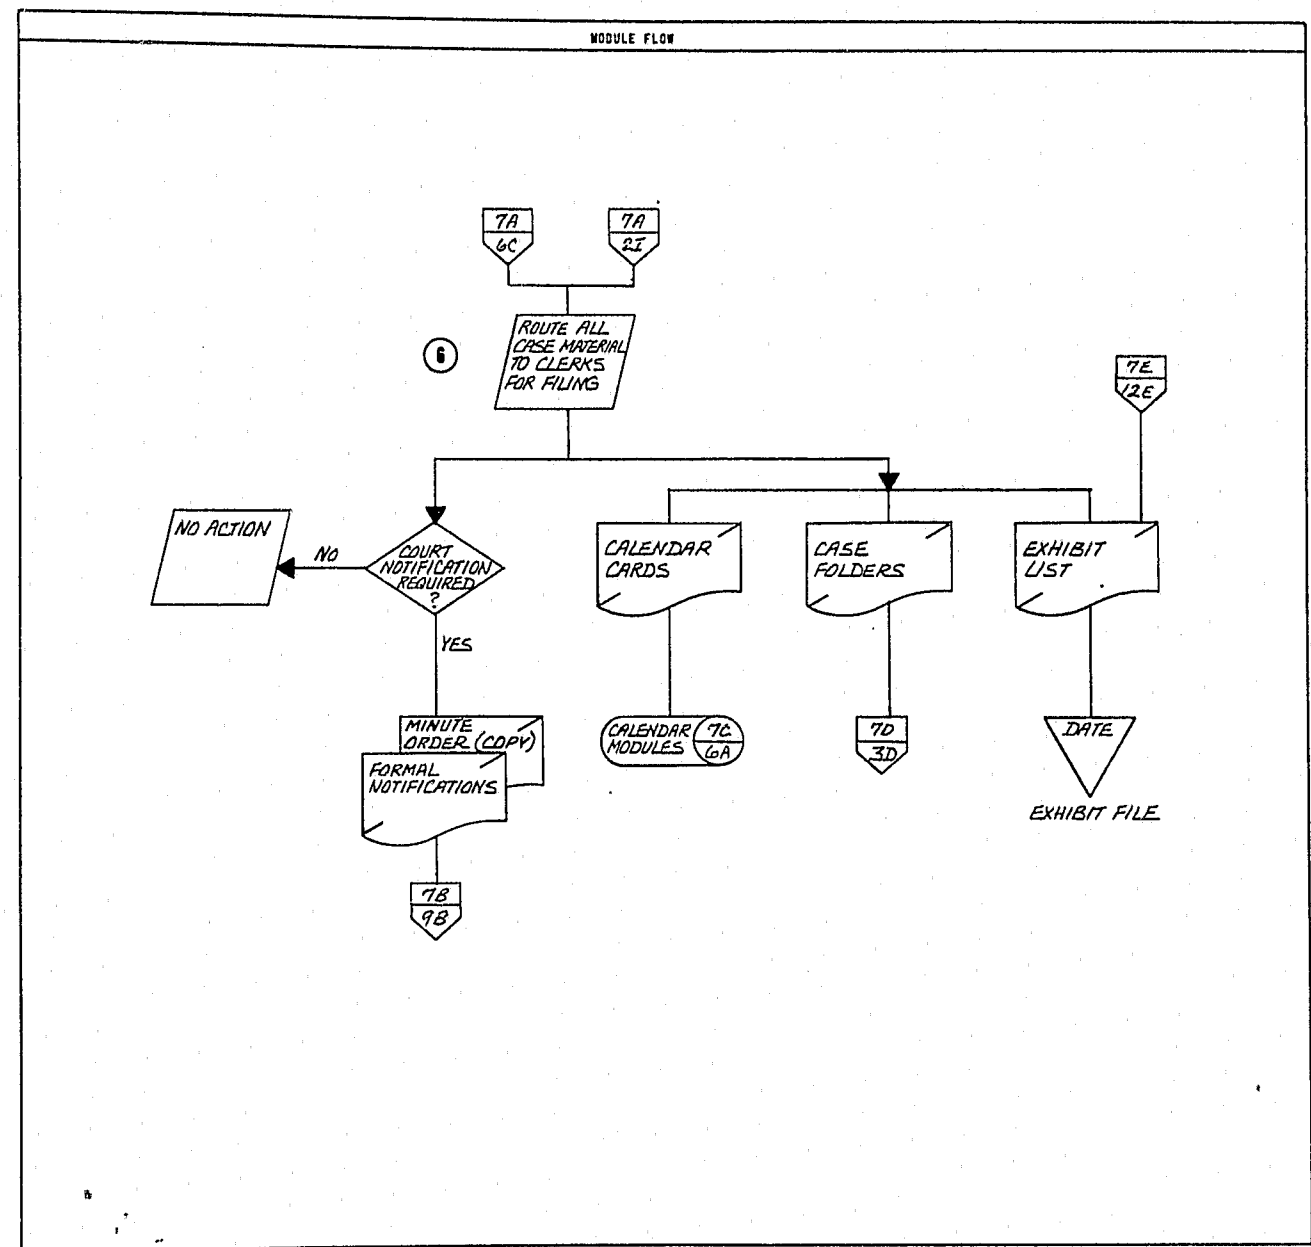 MODULE FLOW
7A
6C
7A
2I
6
ROUTE ALL
CASE MATERIAL
TO CLERKS
FOR FILING
7E
12E
NO ACTION
NO
COURT
NOTIFICATION
REQUIRED
?
YES
CALENDAR
CARDS
CASE
FOLDERS
EXHIBIT
LIST
MINUTE
ORDER (COPY)
FORMAL
NOTIFICATIONS
7B
9B
CALENDAR
MODULES
7C
6A
7D
3D
DATE
EXHIBIT FILE